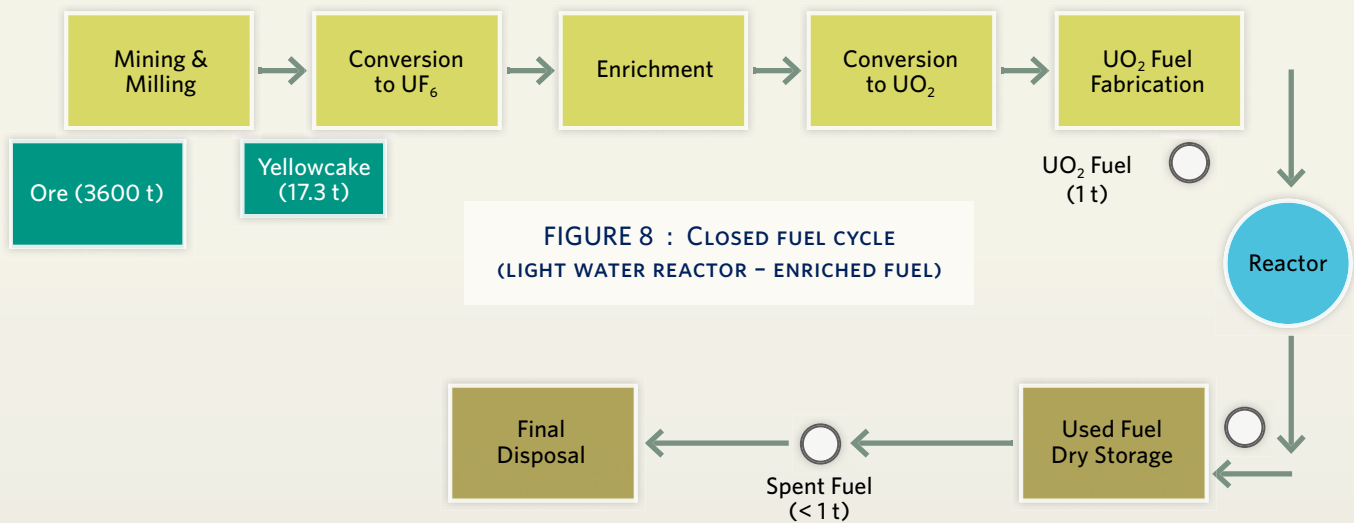 Mining &
Milling
Conversion
to UF₆
Enrichment
Conversion
to UO₂
UO₂ Fuel
Fabrication
Ore (3600 t)
Yellowcake
(17.3 t)
UO₂ Fuel
(1 t)
FIGURE 8 : Closed fuel cycle
(light water reactor – enriched fuel)
Reactor
Final
Disposal
Spent Fuel
(< 1 t)
Used Fuel
Dry Storage